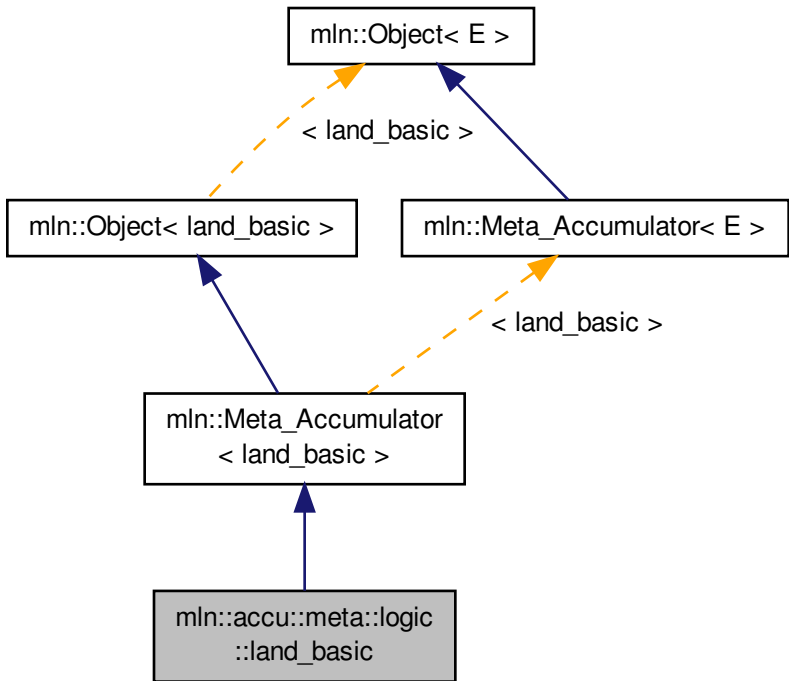 mln::Object< E >
< land_basic >
mln::Object< land_basic >
mln::Meta_Accumulator< E >
< land_basic >
mln::Meta_Accumulator
< land_basic >
mln::accu::meta::logic
::land_basic